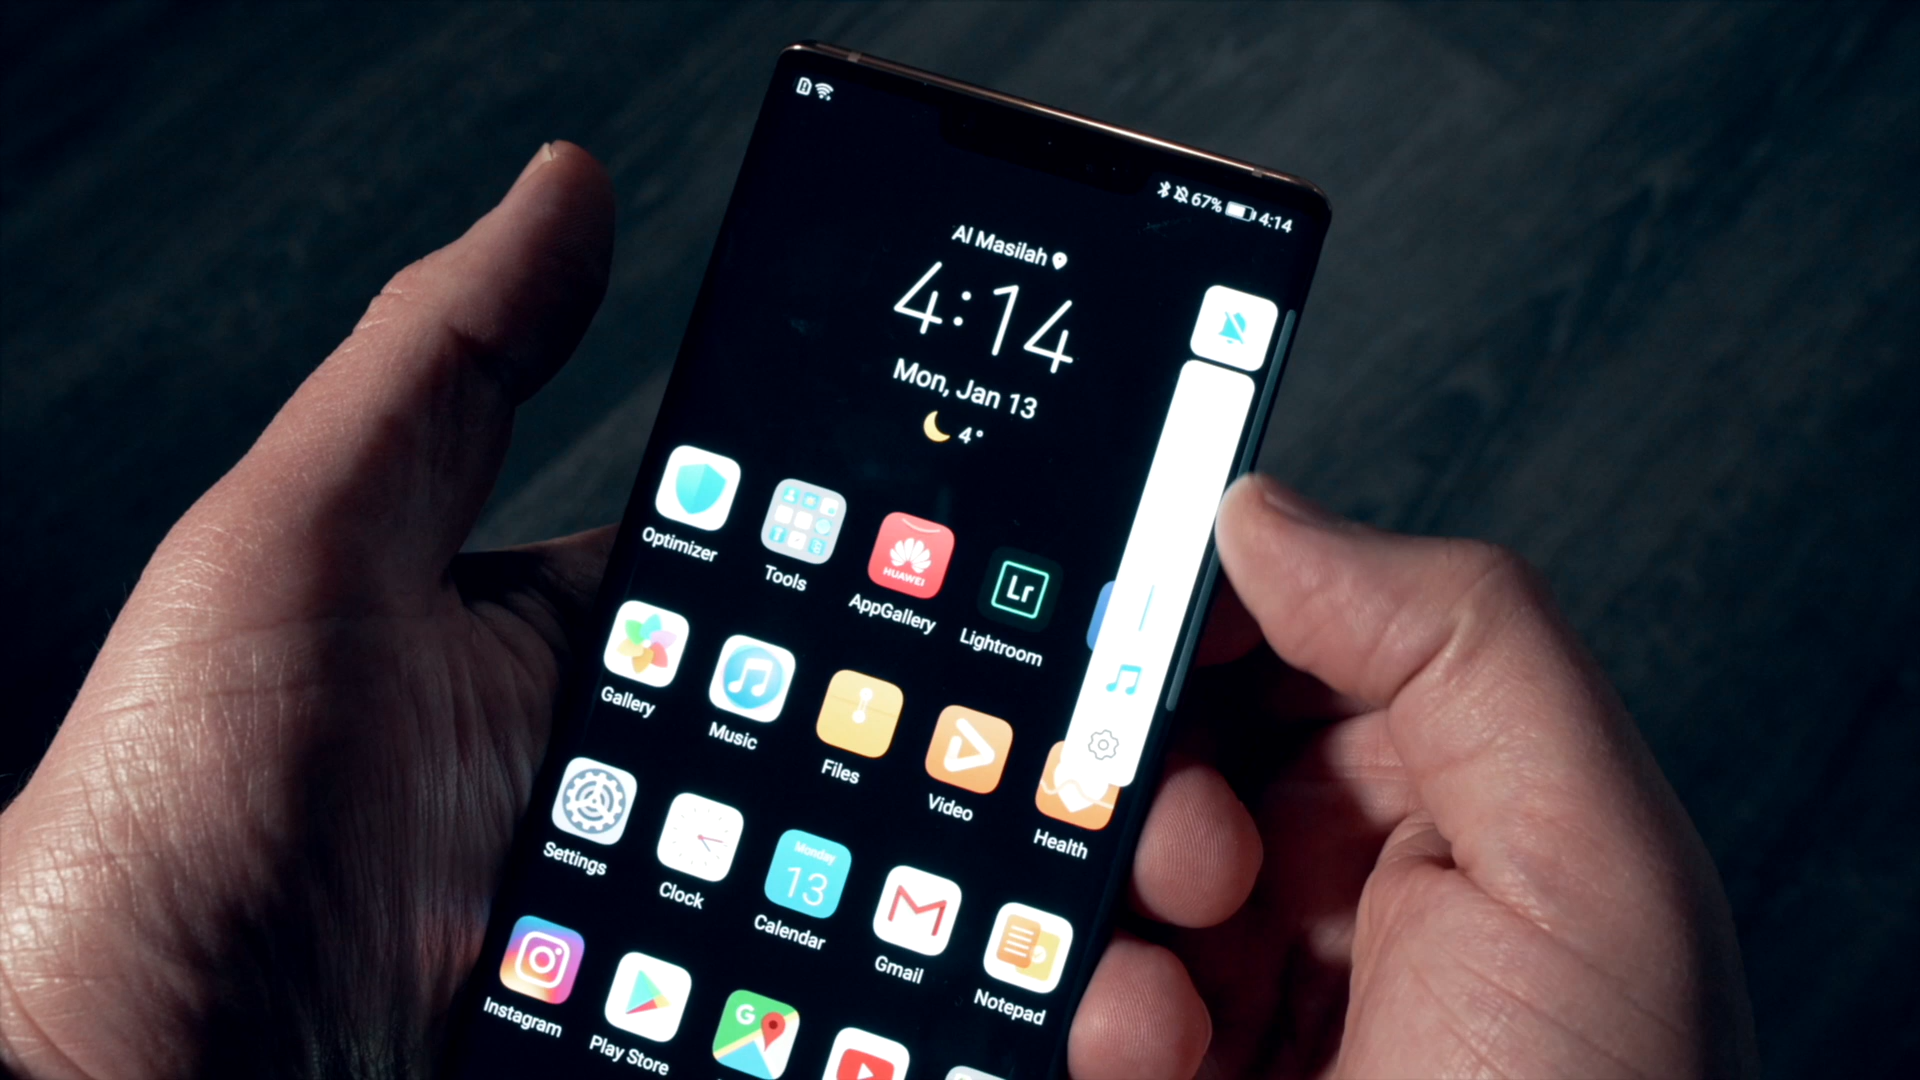 67% 4:14
Al Masilah
4:14
Mon, Jan 13
4°
Optimizer
Tools
HUAWEI
AppGallery
Lr
Lightroom
Gallery
Music
Files
Video
Health
Settings
Clock
Monday
13
Calendar
Gmail
Notepad
Instagram
Play Store
G